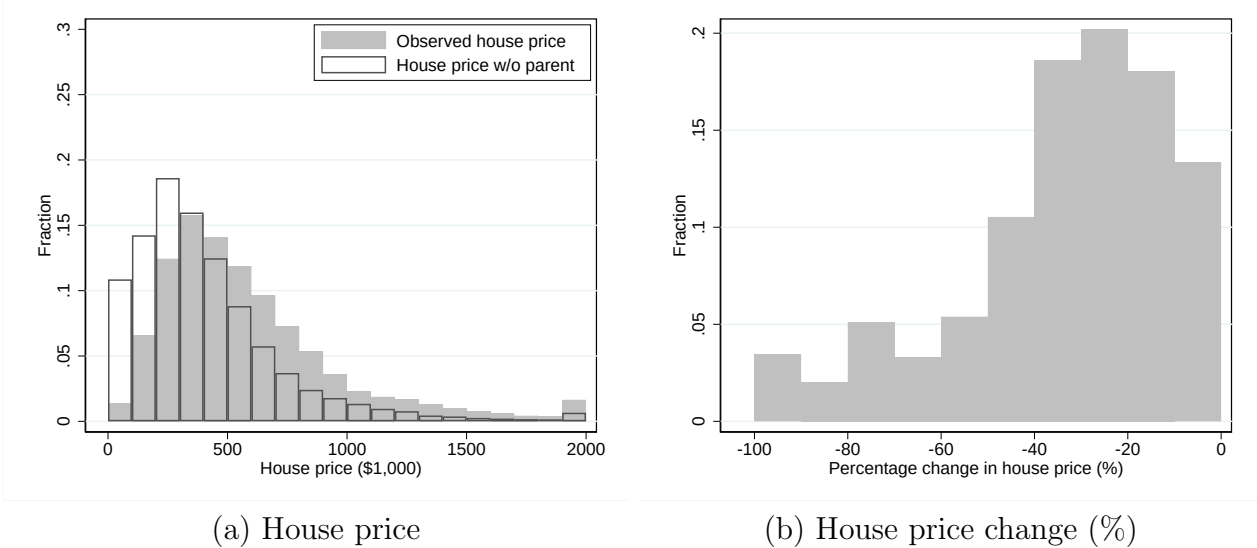 Observed house price
House price w/o parent
Fraction
0 .05 .1 .15 .2 .25 .3
0 500 1000 1500 2000
House price ($1,000)
(a) House price
Fraction
0 .05 .1 .15 .2
-100 -80 -60 -40 -20 0
Percentage change in house price (%)
(b) House price change (%)